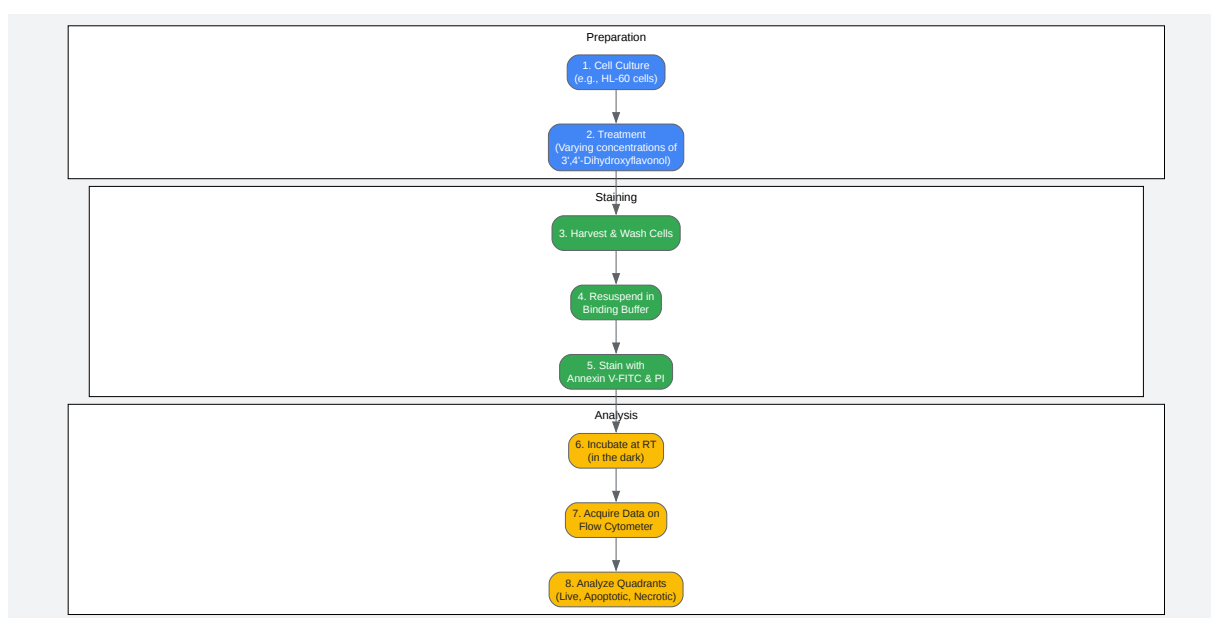 Preparation
1. Cell Culture
(e.g., HL-60 cells)
2. Treatment
(Varying concentrations of
3',4'-Dihydroxyflavonol)
Staining
3. Harvest & Wash Cells
4. Resuspend in
Binding Buffer
5. Stain with
Annexin V-FITC & PI
Analysis
6. Incubate at RT
(in the dark)
7. Acquire Data on
Flow Cytometer
8. Analyze Quadrants
(Live, Apoptotic, Necrotic)